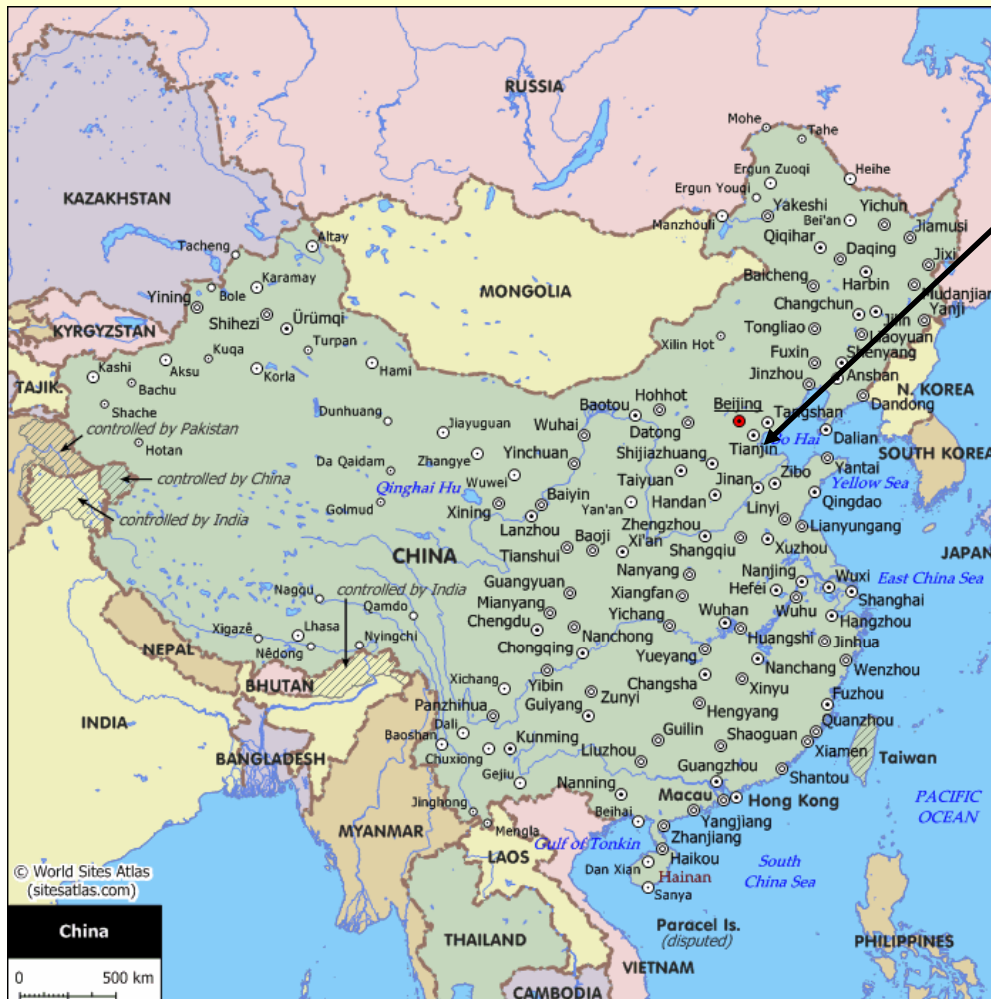 RUSSIA
Mohe
Tahe
Ergun Zuoqi
Heihe
Ergun Youqi
Yakeshi
Yichun
KAZAKHSTAN
Manzhouli
Bei'an
Jiamusi
Tacheng
Altay
Qiqihar
Daqing
Jixi
Karamay
Baicheng
Harbin
Yining
Bole
MONGOLIA
Mudanjian
Shihezi
Ürümqi
Changchun
Jilin
Yanji
KYRGYZSTAN
Turpan
Tongliao
Liaoyuan
Xilin Hot
Kuqa
Fuxin
Shenyang
Kashi
Aksu
Korla
Hami
Jinzhou
Anshan
TAJIK.
Bachu
N. KOREA
Hohhot
Beijing
Dandong
Shache
Dunhuang
Baotou
Tangshan
controlled by Pakistan
Jiayuguan
Wuhai
Datong
Bo Hai
Dalian
Hotan
Tianjin
SOUTH KOREA
Da Qaidam
Zhangye
Yinchuan
Shijiazhuang
Yantai
controlled by China
Qinghai Hu
Wuwei
Taiyuan
Jinan
Zibo
Yellow Sea
Golmud
Baiyin
Yan'an
Handan
Qingdao
controlled by India
Xining
Linyi
Lanzhou
Zhengzhou
Lianyungang
Baoji
Xi'an
CHINA
Tianshui
Shangqiu
Xuzhou
JAPAN
Nanyang
Nanjing
Wuxi
East China Sea
Guangyuan
Hefei
controlled by India
Xiangfan
Shanghai
Nagqu
Qamdo
Mianyang
Yichang
Wuhan
Wuhu
Hangzhou
Chengdu
Xigazê
Lhasa
Nyingchi
Nanchong
Huangshi
Jinhua
NEPAL
Nêdong
Chongqing
Yueyang
Nanchang
Wenzhou
BHUTAN
Xichang
Yibin
Changsha
Xinyu
Zunyi
Fuzhou
Panzhihua
Guiyang
Hengyang
INDIA
Dali
Quanzhou
Baoshan
Kunming
Guilin
Shaoguan
BANGLADESH
Chuxiong
Liuzhou
Xiamen
Taiwan
Gejiu
Guangzhou
Shantou
Nanning
Macau
Hong Kong
PACIFIC
OCEAN
Jinghong
Beihai
Yangjiang
MYANMAR
Mengla
Zhanjiang
Gulf of Tonkin
LAOS
Haikou
South
China Sea
© World Sites Atlas
(sitesatlas.com)
Dan Xian
Hainan
Sanya
China
Paracel Is.
(disputed)
THAILAND
PHILIPPINES
VIETNAM
0 500 km
CAMBODIA